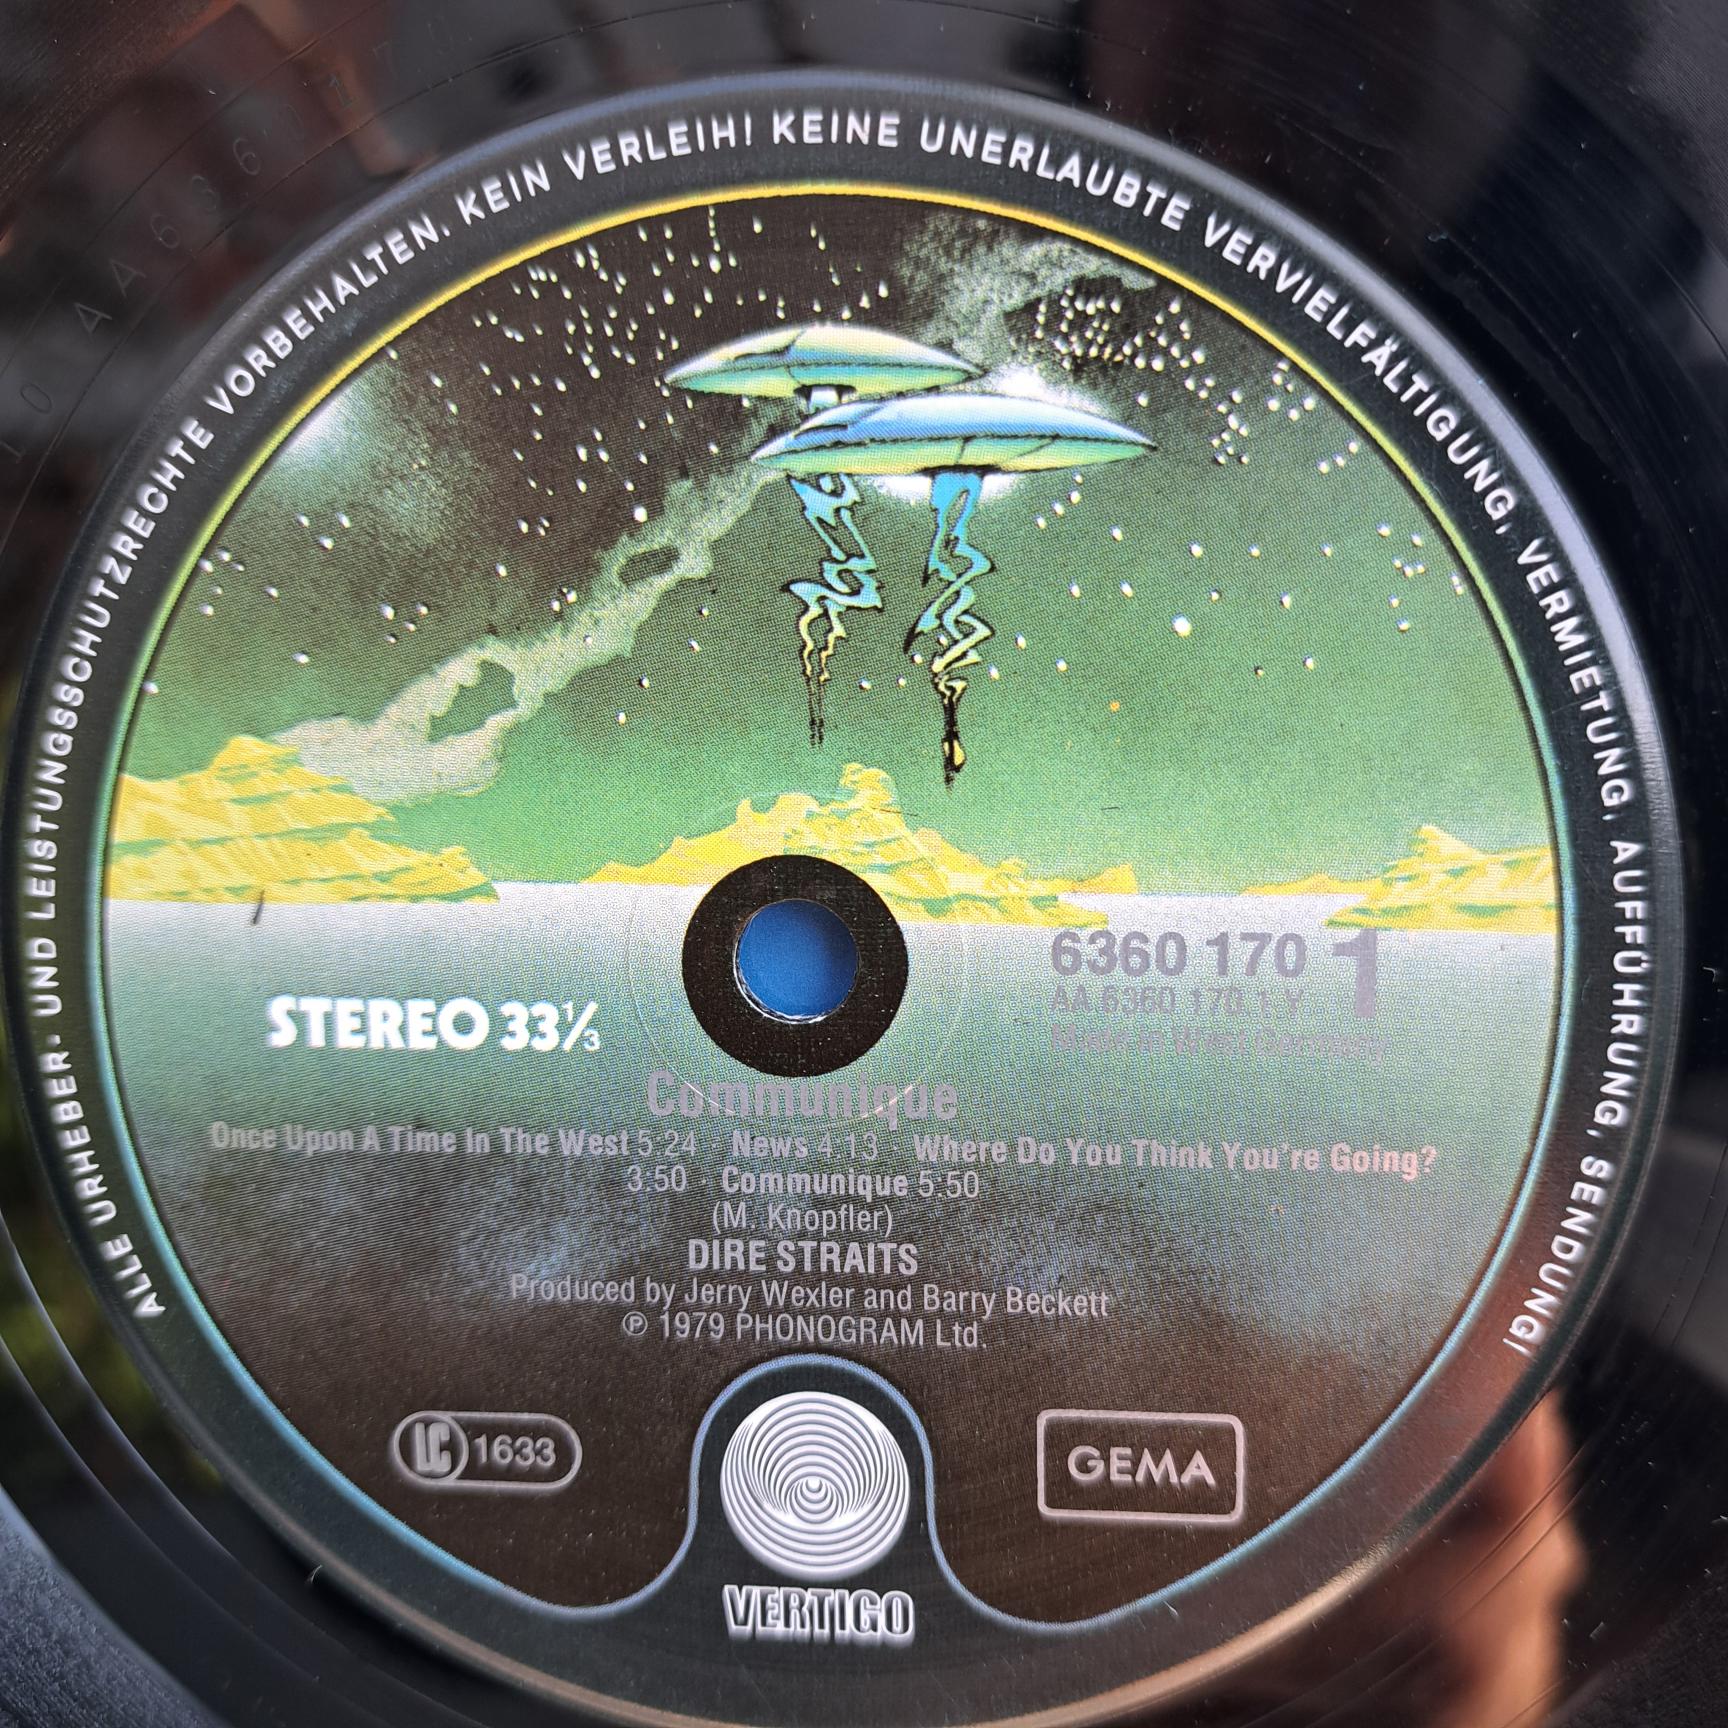 ALLE URHEBER- UND LEISTUNGSSCHUTZRECHTE VORBEHALTEN. KEIN VERLEIH! KEINE UNERLAUBTE VERVIELFÄLTIGUNG, VERMIETUNG, AUFFÜHRUNG, SENDUNG!
STEREO 33⅓
6360 170 1
AA 6360 170 1 Y
Made in West Germany
Communique
Once Upon A Time In The West 5:24 · News 4:13 · Where Do You Think You're Going?
3:50 · Communique 5:50
(M. Knopfler)
DIRE STRAITS
Produced by Jerry Wexler and Barry Beckett
℗ 1979 PHONOGRAM Ltd.
LC 1633
GEMA
VERTIGO